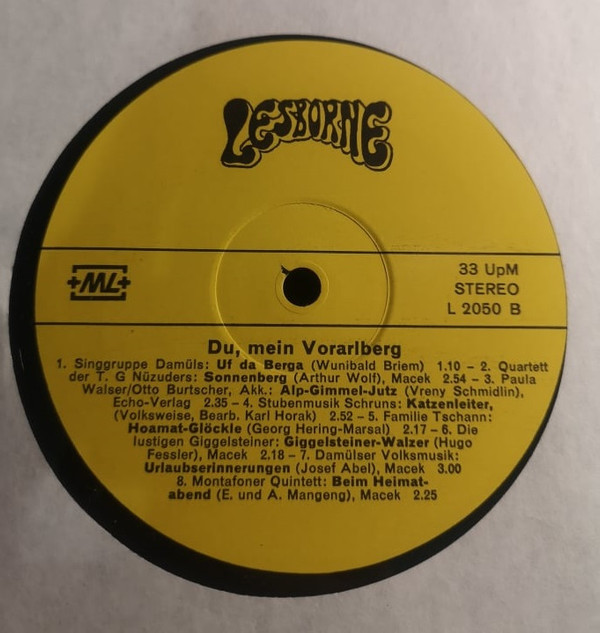 LESBORNE
ML
33 UpM
STEREO
L 2050 B
Du, mein Vorarlberg
1. Singgruppe Damüls: Uf da Berga (Wunibald Briem) 1.10 – 2. Quartett
der T. G Nüzuders: Sonnenberg (Arthur Wolf), Macek 2.54 – 3. Paula
Walser/Otto Burtscher, Akk.: Alp-Gimmel-Jutz (Vreny Schmidlin),
Echo-Verlag 2.35 – 4. Stubenmusik Schruns: Katzenleiter,
(Volksweise, Bearb. Karl Horak) 2.52 – 5. Familie Tschann:
Hoamat-Glöckle (Georg Hering-Marsal) 2.17 – 6. Die
lustigen Giggelsteiner: Giggelsteiner-Walzer (Hugo
Fessler), Macek 2,18 – 7. Damülser Volksmusik:
Urlaubserinnerungen (Josef Abel), Macek 3.00
8. Montafoner Quintett: Beim Heimat-
abend (E. und A. Mangeng), Macek 2.25